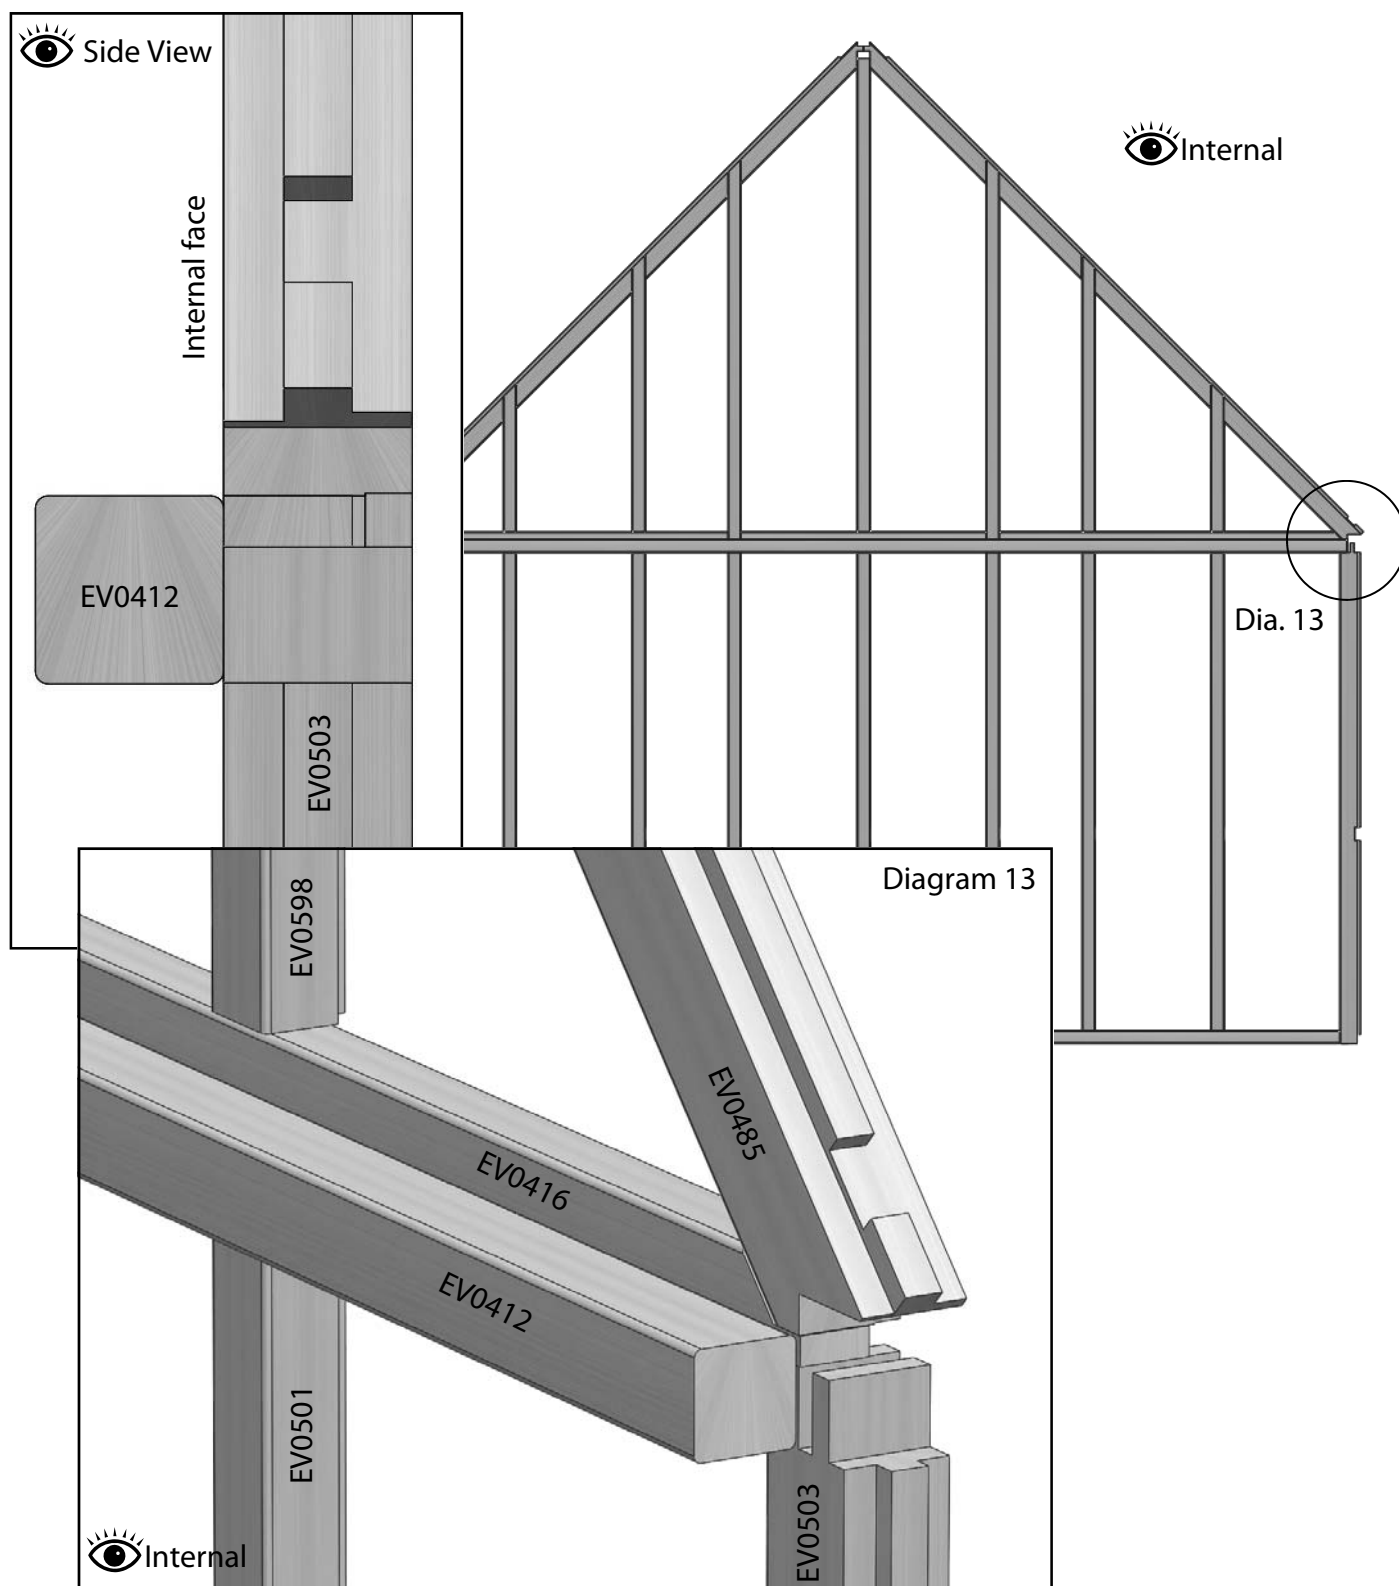 Side View
Internal face
EV0412
EV0503
Internal
Dia. 13
Diagram 13
EV0598
EV0485
EV0416
EV0412
EV0501
EV0503
Internal